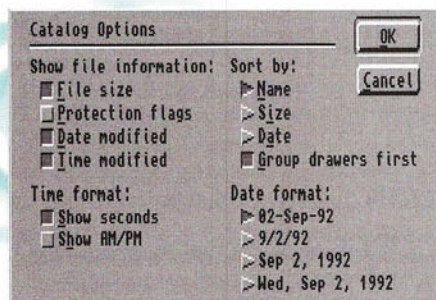 Catalog Options
OK
Cancel
Show file information:
File size
Protection flags
Date modified
Time modified
Sort by:
Name
Size
Date
Group drawers first
Time format:
Show seconds
Show AM/PM
Date format:
02-Sep-92
9/2/92
Sep 2, 1992
Wed, Sep 2, 1992